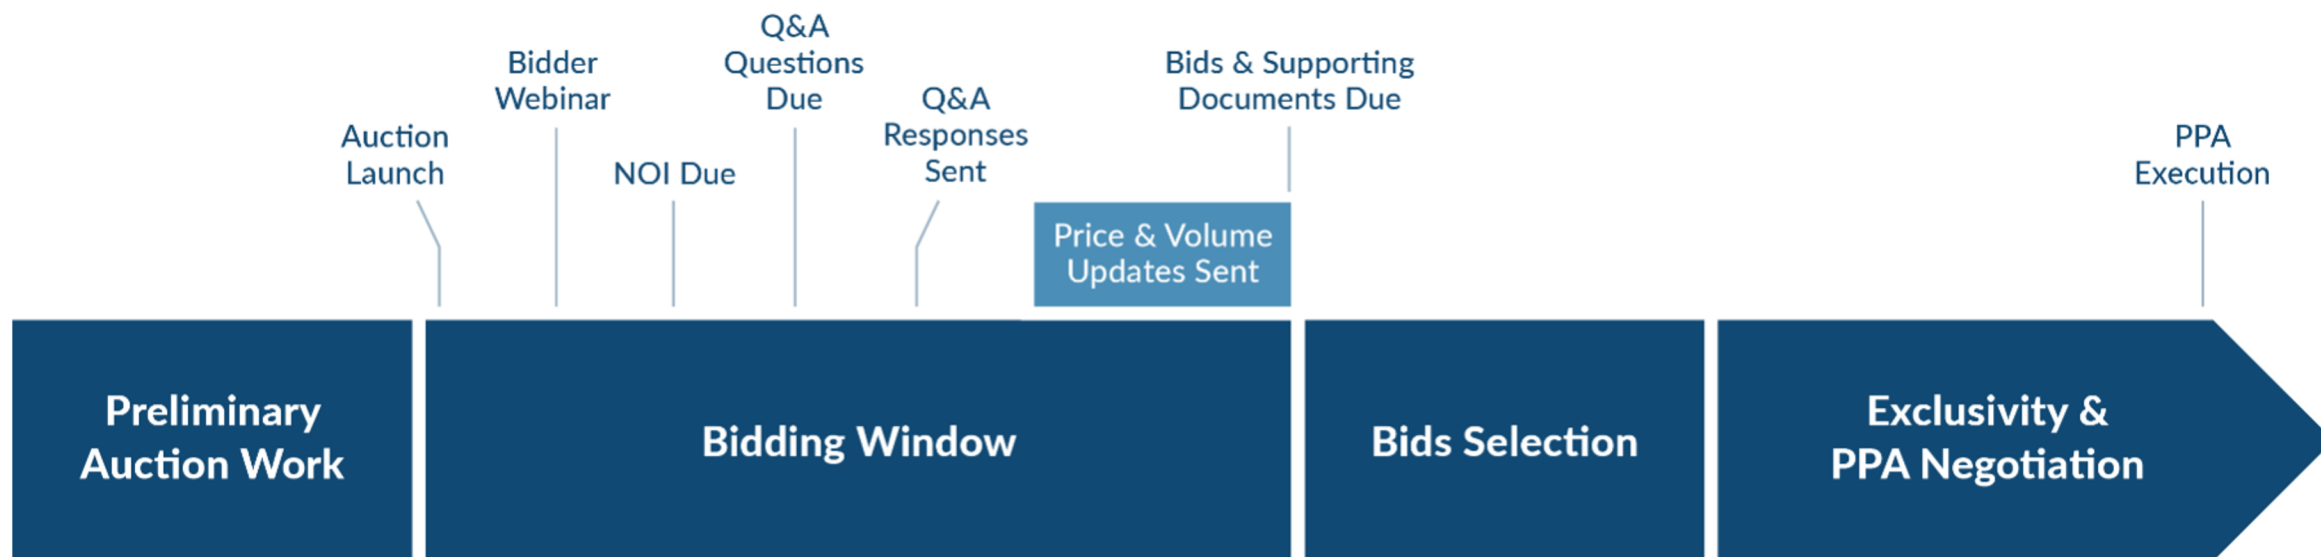 Auction
Launch
Bidder
Webinar
NOI Due
Q&A
Questions
Due
Q&A
Responses
Sent
Price & Volume
Updates Sent
Bids & Supporting
Documents Due
PPA
Execution
Preliminary
Auction Work
Bidding Window
Bids Selection
Exclusivity &
PPA Negotiation